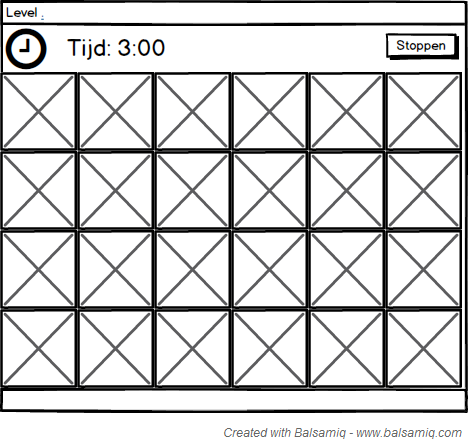 Level .
Tijd: 3:00
Stoppen
Created with Balsamiq - www.balsamiq.com